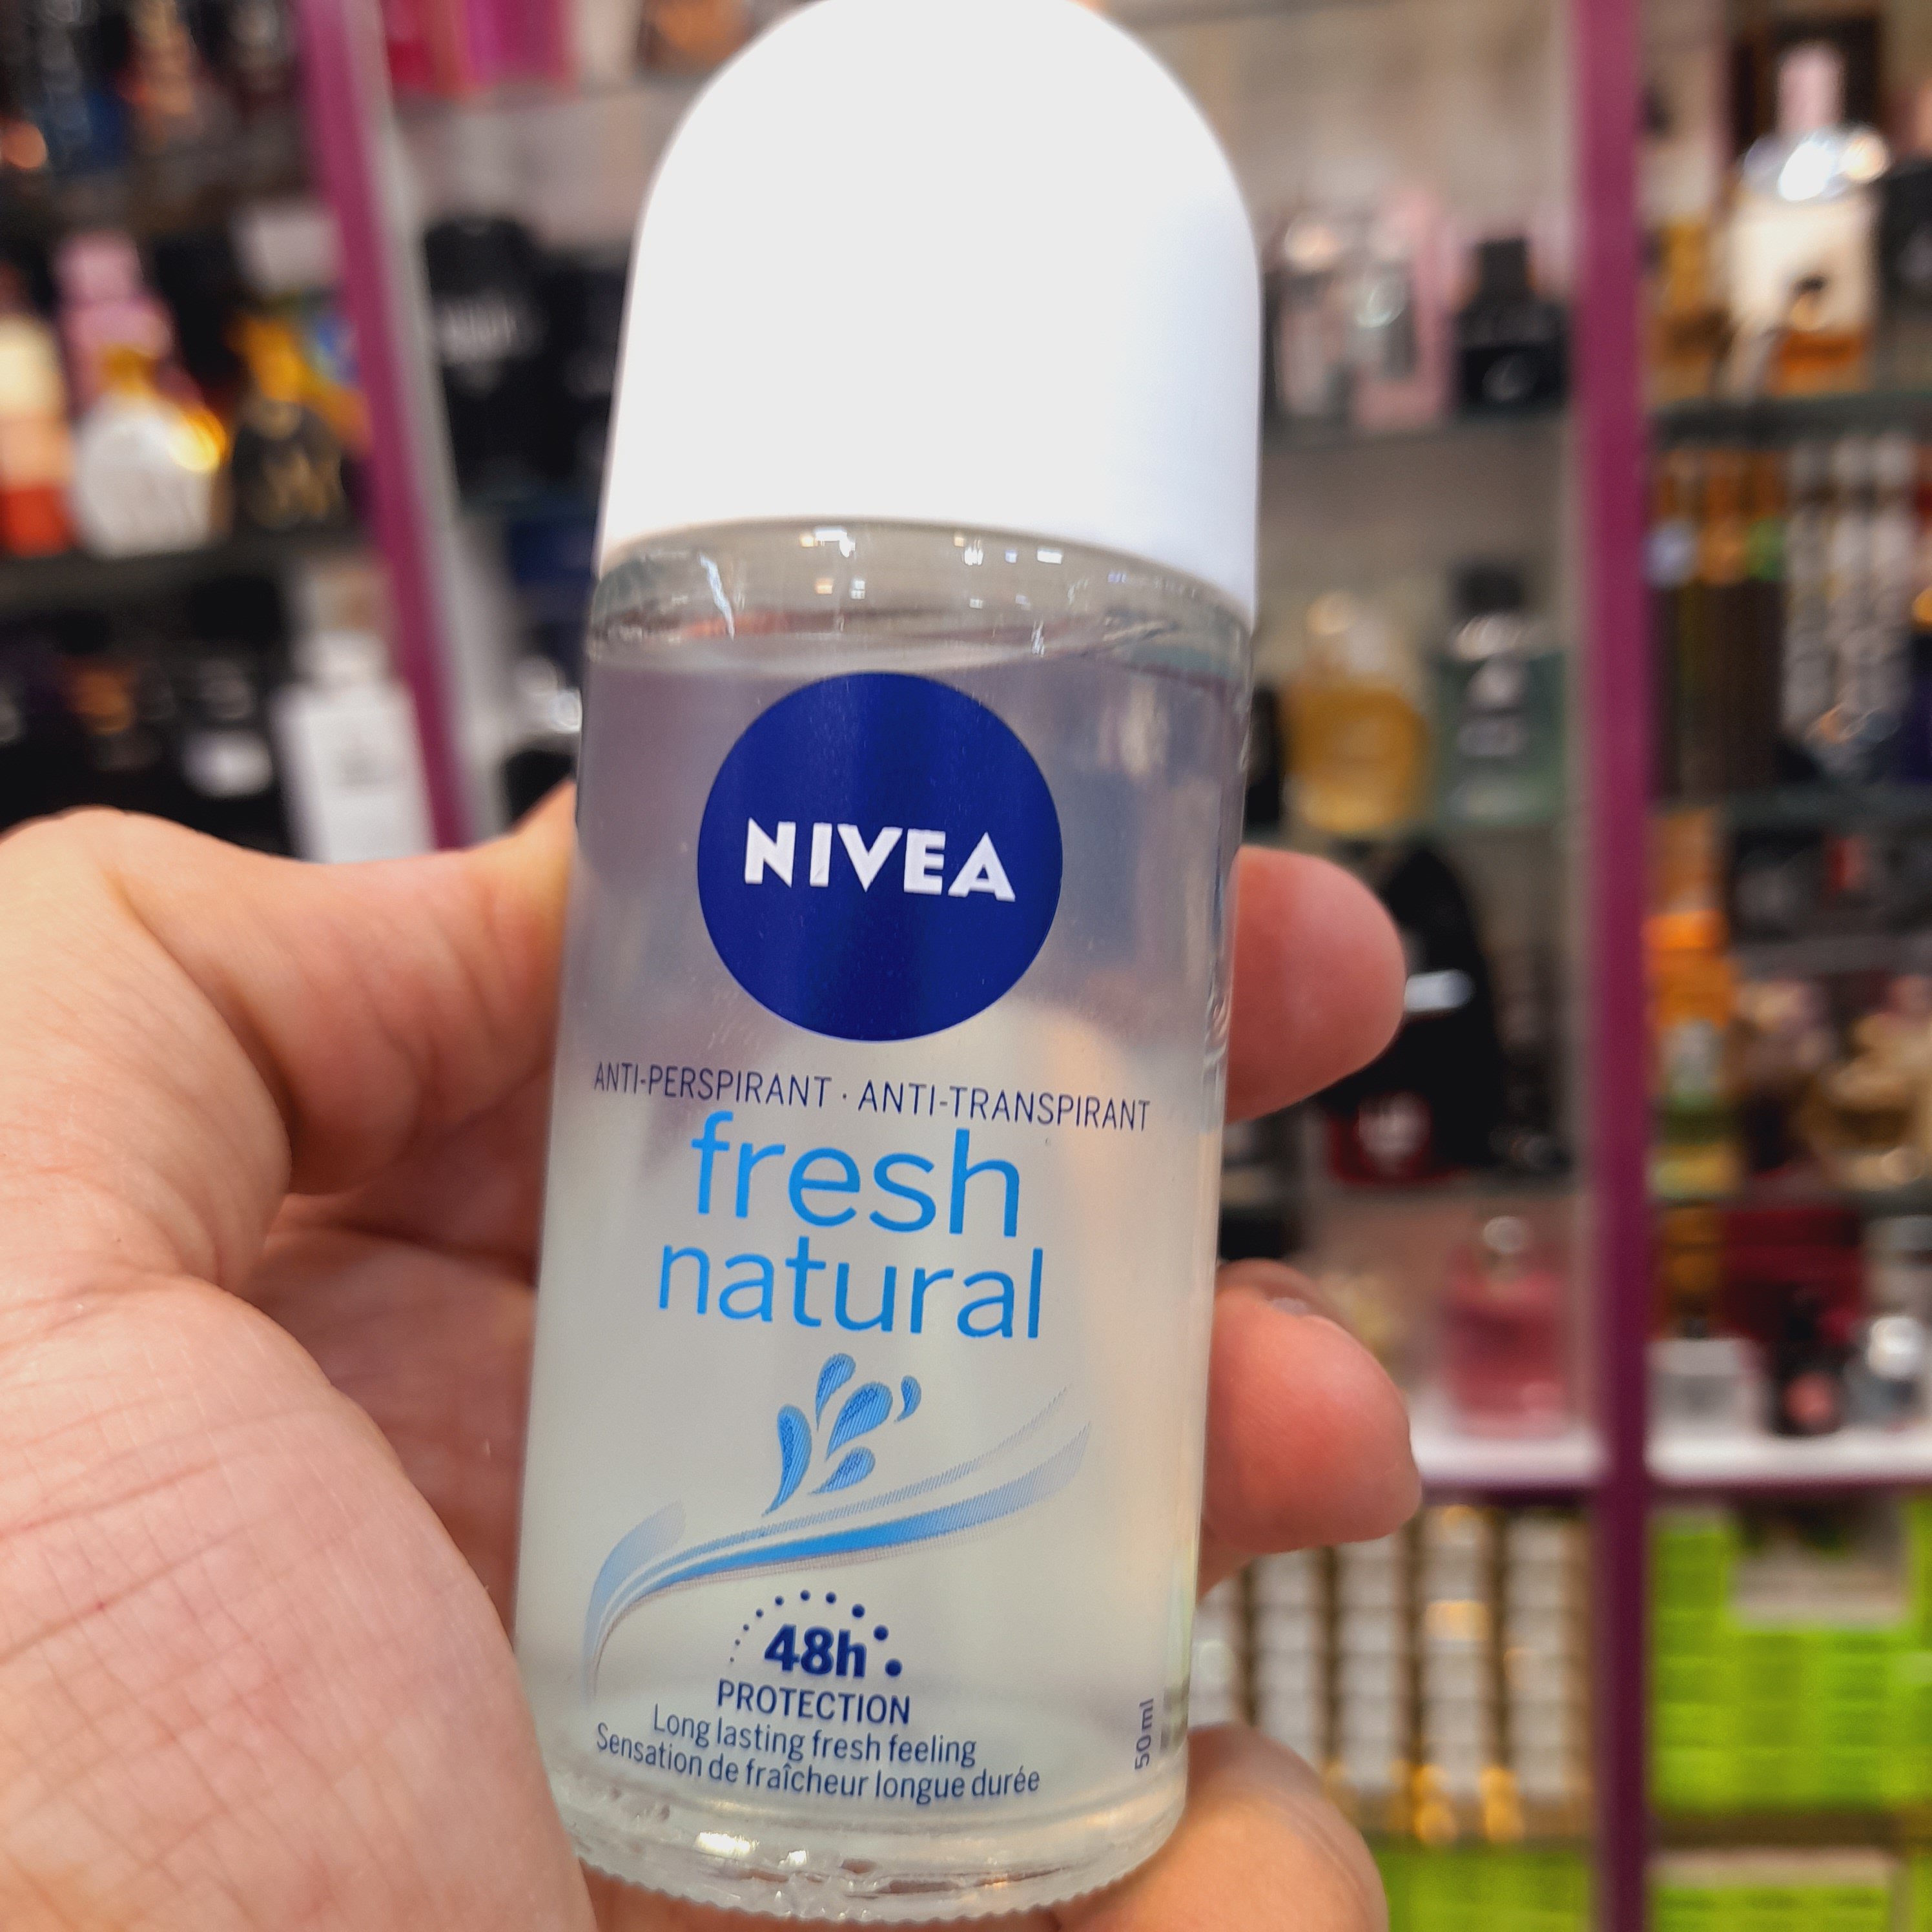 NIVEA
ANTI-PERSPIRANT · ANTI-TRANSPIRANT
fresh
natural
48h
PROTECTION
Long lasting fresh feeling
Sensation de fraîcheur longue durée
50 ml